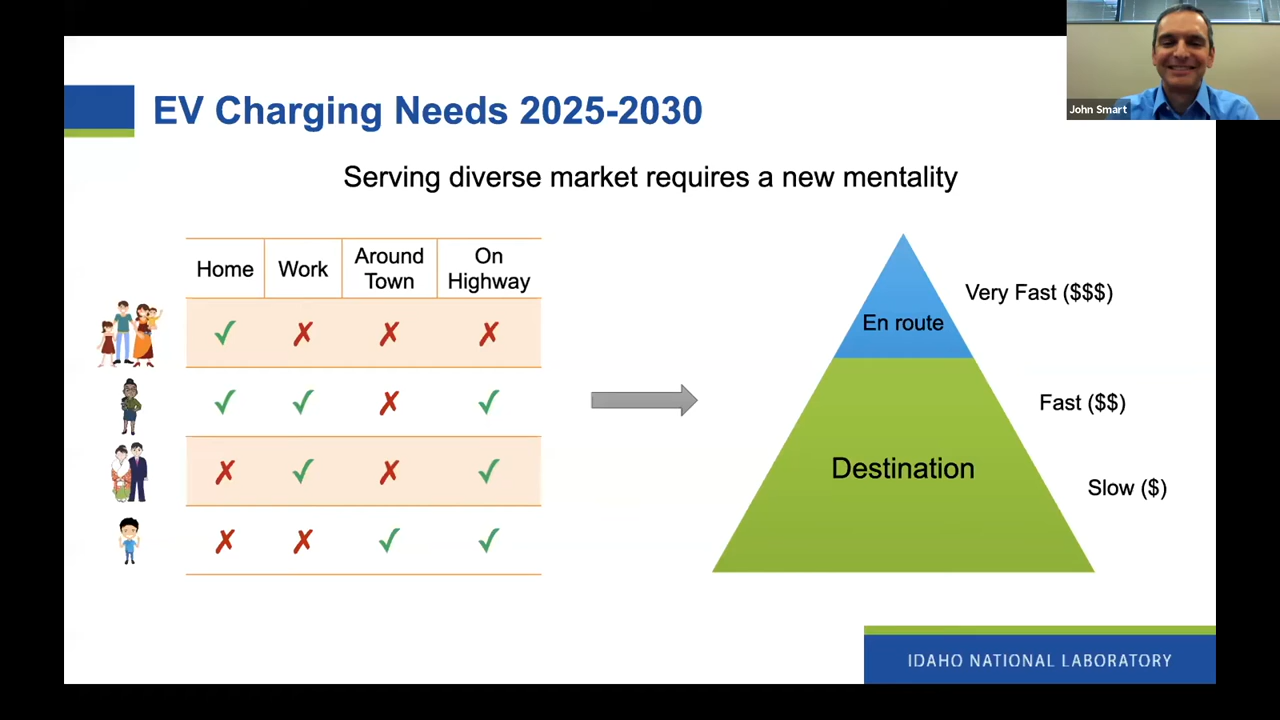 John Smart
EV Charging Needs 2025-2030
Serving diverse market requires a new mentality
Home
Work
Around
Town
On
Highway
✓ ✗ ✗ ✗
✓ ✓ ✗ ✓
✗ ✓ ✗ ✓
✗ ✗ ✓ ✓
Very Fast ($$$)
En route
Fast ($$)
Destination
Slow ($)
IDAHO NATIONAL LABORATORY